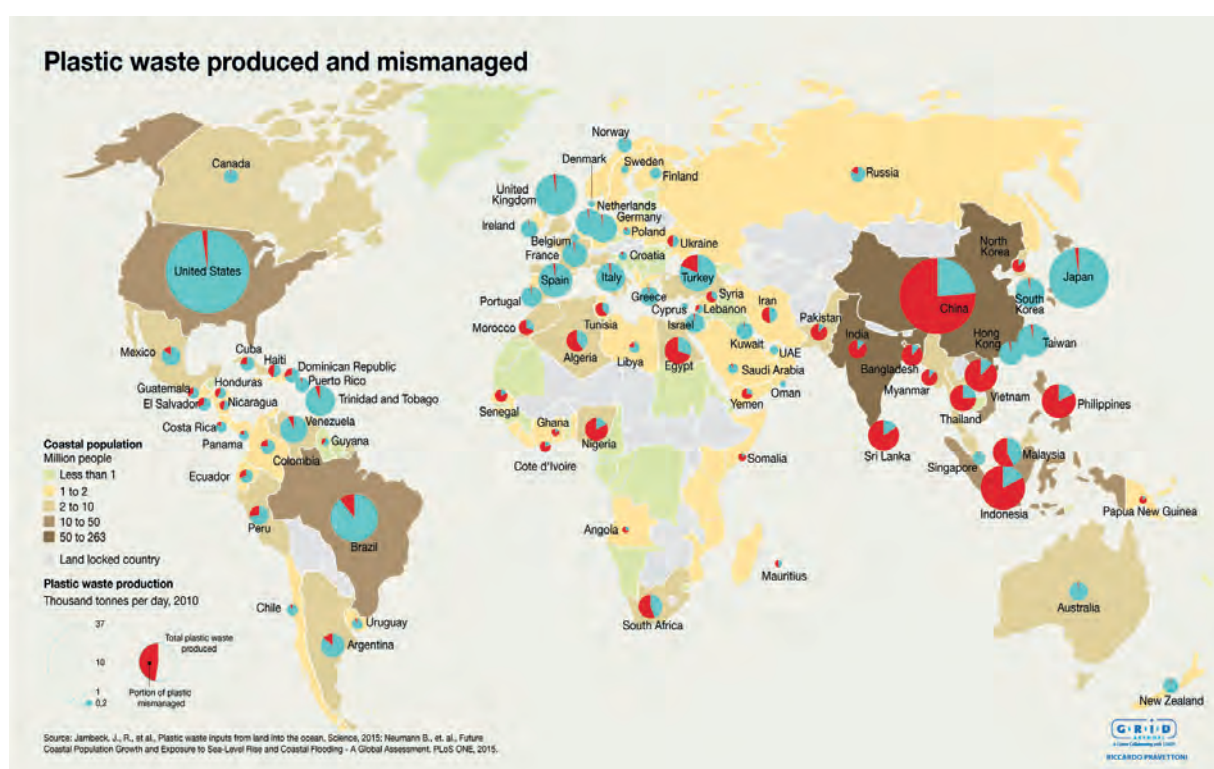 Plastic waste produced and mismanaged
Norway
Canada
Denmark
Sweden
Finland
Russia
United
Kingdom
Netherlands
Germany
Ireland
Poland
Belgium
Ukraine
North
Korea
France
Croatia
United States
Spain
Italy
Turkey
Japan
Portugal
Greece
Syria
Iran
China
South
Korea
Cyprus
Lebanon
Morocco
Tunisia
Israel
Pakistan
India
Hong
Kong
Mexico
Cuba
Haiti
Dominican Republic
Algeria
Libya
Egypt
Kuwait
UAE
Taiwan
Guatemala
Honduras
Puerto Rico
Saudi Arabia
Bangladesh
Myanmar
Vietnam
El Salvador
Nicaragua
Trinidad and Tobago
Senegal
Yemen
Oman
Thailand
Philippines
Costa Rica
Venezuela
Ghana
Nigeria
Panama
Guyana
Cote d'Ivoire
Somalia
Sri Lanka
Malaysia
Colombia
Singapore
Ecuador
Indonesia
Papua New Guinea
Peru
Brazil
Angola
Mauritius
Chile
Uruguay
South Africa
Australia
Argentina
New Zealand
Coastal population
Million people
Less than 1
1 to 2
2 to 10
10 to 50
50 to 263
Land locked country
Plastic waste production
Thousand tonnes per day, 2010
37
10
1
0,2
Total plastic waste
produced
Portion of plastic
mismanaged
Source: Jambeck, J., R., et al., Plastic waste inputs from land into the ocean, Science, 2015; Neumann B., et. al., Future
Coastal Population Growth and Exposure to Sea-Level Rise and Coastal Flooding - A Global Assessment. PLoS ONE, 2015.
G R I D
ARENDAL
A Centre Collaborating with UNEP
RICCARDO PRAVETTONI